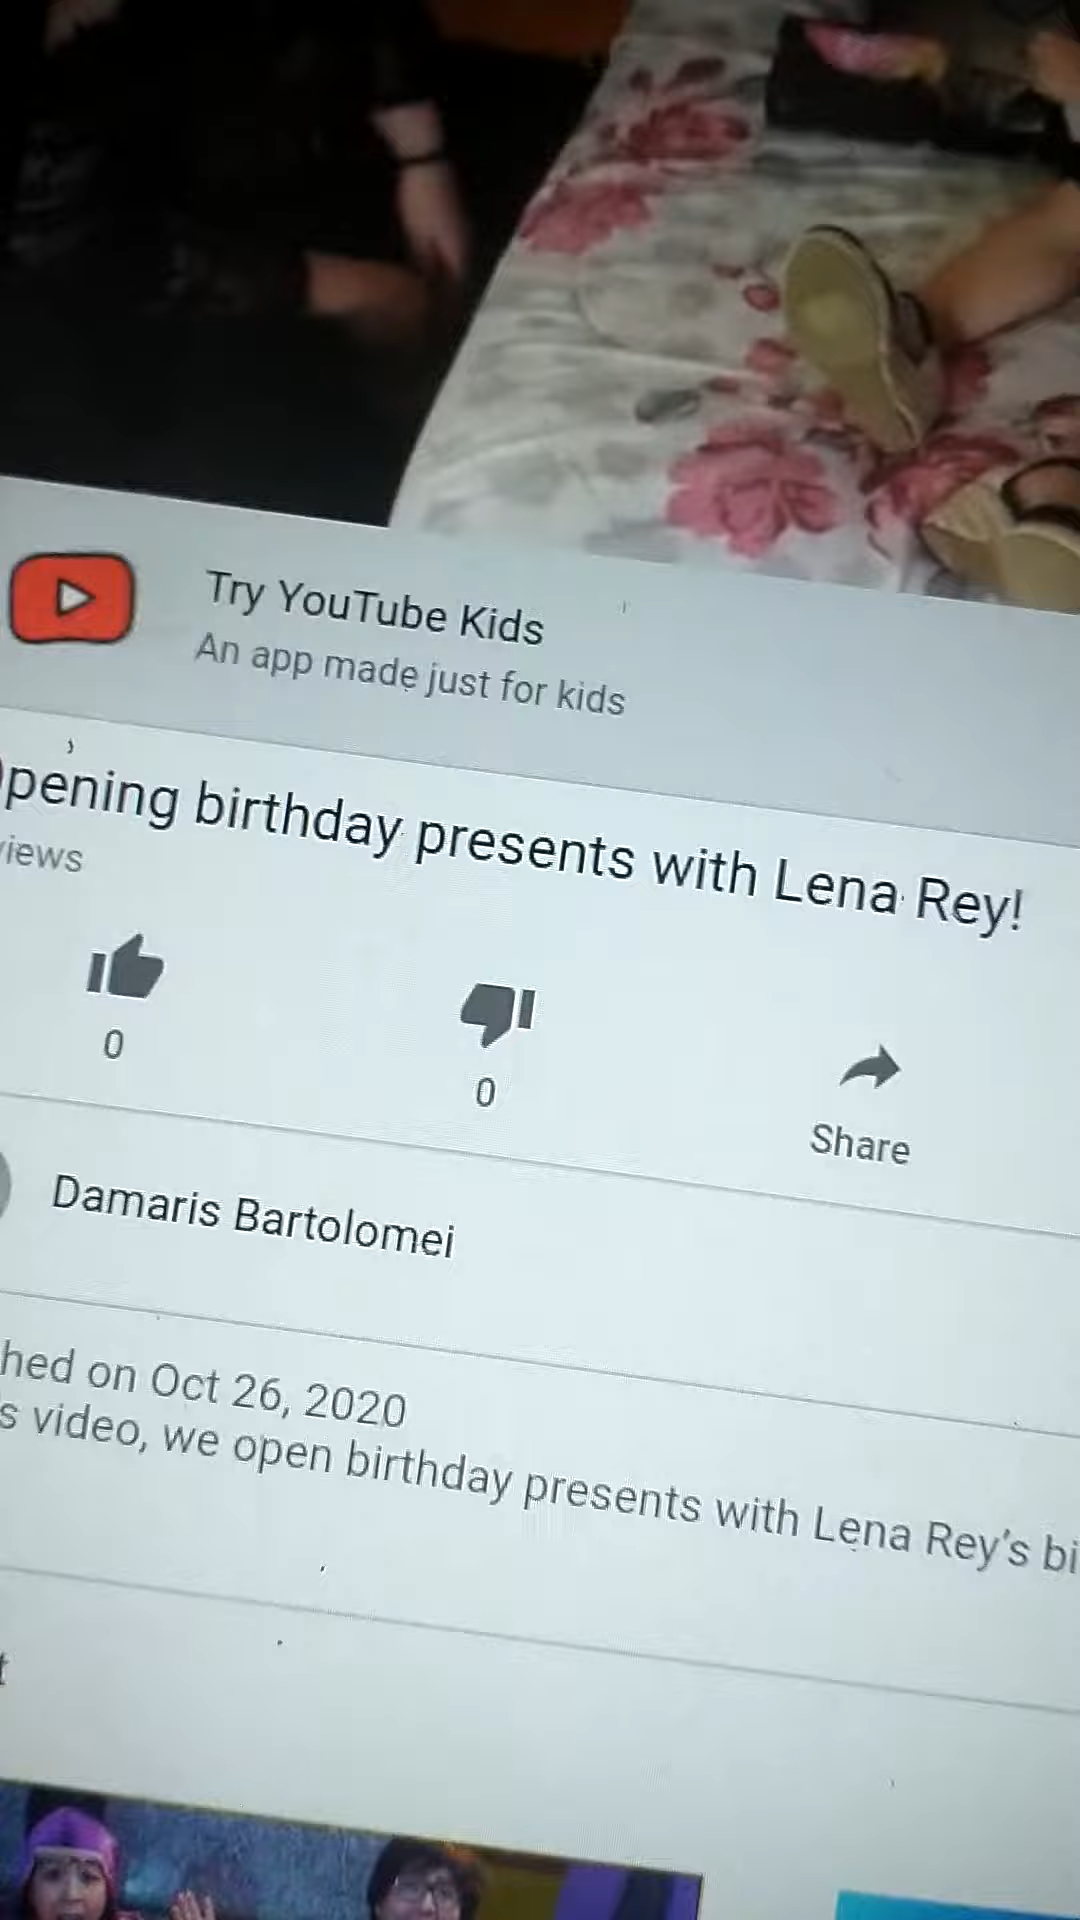 Try YouTube Kids
An app made just for kids
pening birthday presents with Lena Rey!
views
0
0
Share
Damaris Bartolomei
hed on Oct 26, 2020
s video, we open birthday presents with Lena Rey's bi
t